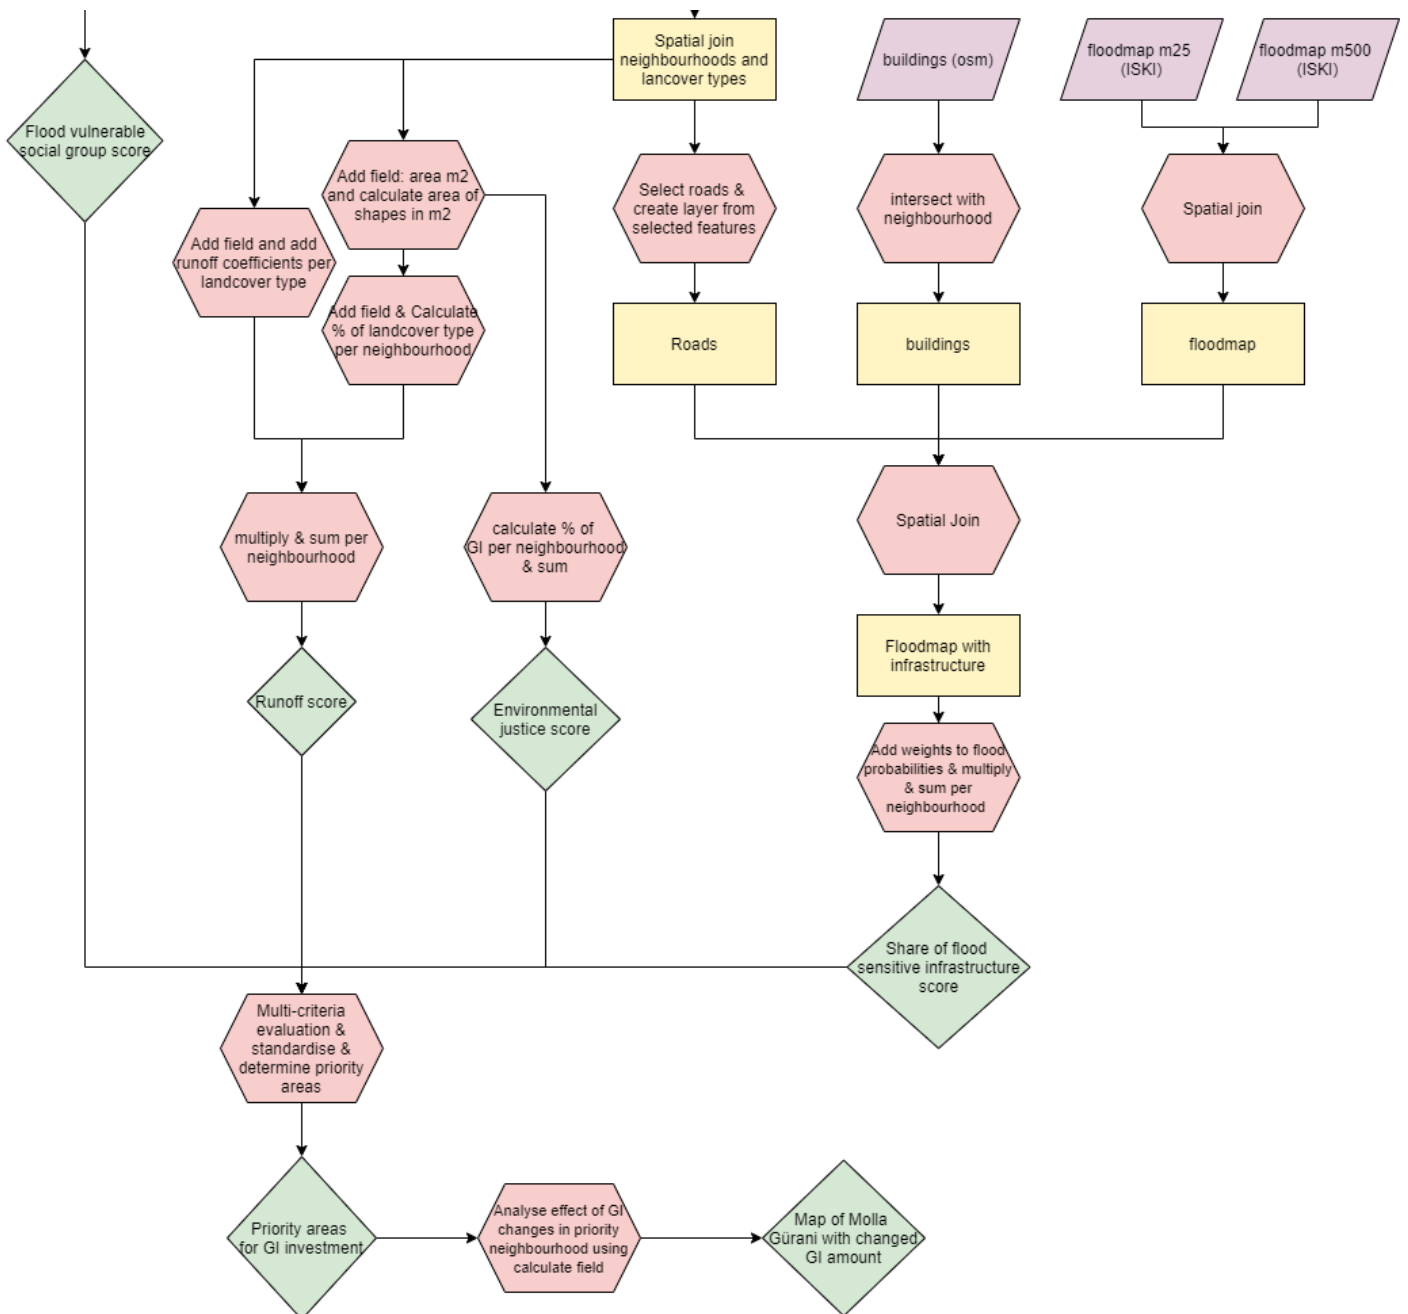 Spatial join
neighbourhoods and
lancover types
buildings (osm)
floodmap m25
(ISKI)
floodmap m500
(ISKI)
Flood vulnerable
social group score
Add field: area m2
and calculate area of
shapes in m2
Select roads &
create layer from
selected features
intersect with
neighbourhood
Spatial join
Add field and add
runoff coefficients per
landcover type
Add field & Calculate
% of landcover type
per neighbourhood
Roads
buildings
floodmap
multiply & sum per
neighbourhood
calculate % of
GI per neighbourhood
& sum
Spatial Join
Floodmap with
infrastructure
Runoff score
Environmental
justice score
Add weights to flood
probabilities & multiply
& sum per
neighbourhood
Share of flood
sensitive infrastructure
score
Multi-criteria
evaluation &
standardise &
determine priority
areas
Priority areas
for GI investment
Analyse effect of GI
changes in priority
neighbourhood using
calculate field
Map of Molla
Gürani with changed
GI amount